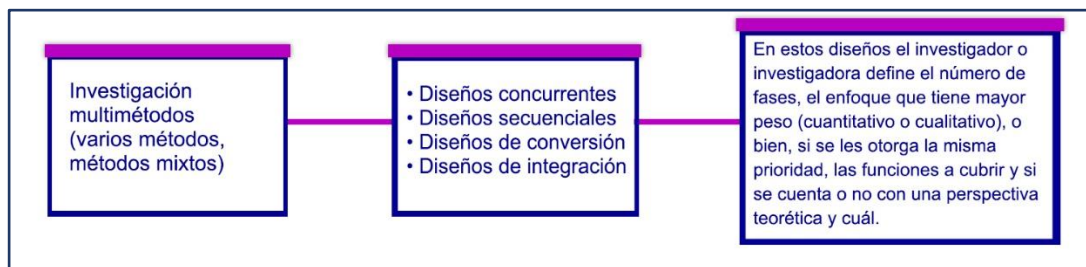 Investigación
multimétodos
(varios métodos,
métodos mixtos)
• Diseños concurrentes
• Diseños secuenciales
• Diseños de conversión
• Diseños de integración
En estos diseños el investigador o
investigadora define el número de
fases, el enfoque que tiene mayor
peso (cuantitativo o cualitativo), o
bien, si se les otorga la misma
prioridad, las funciones a cubrir y si
se cuenta o no con una perspectiva
teorética y cuál.